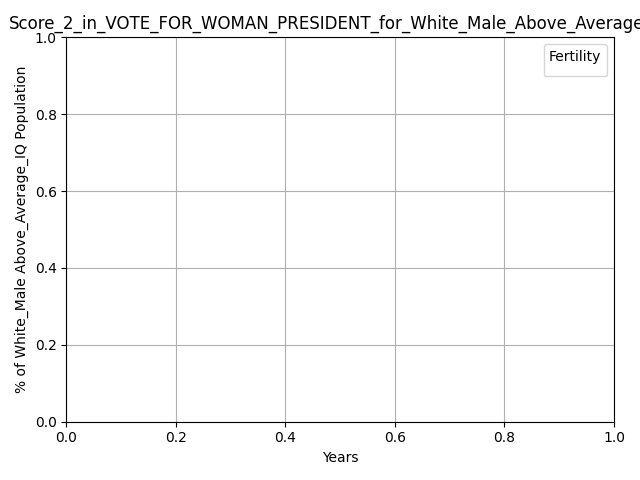 Score_2_in_VOTE_FOR_WOMAN_PRESIDENT_for_White_Male_Above_Average
Fertility
% of White_Male Above_Average_IQ Population
1.0
0.8
0.6
0.4
0.2
0.0
0.0 0.2 0.4 0.6 0.8 1.0
Years